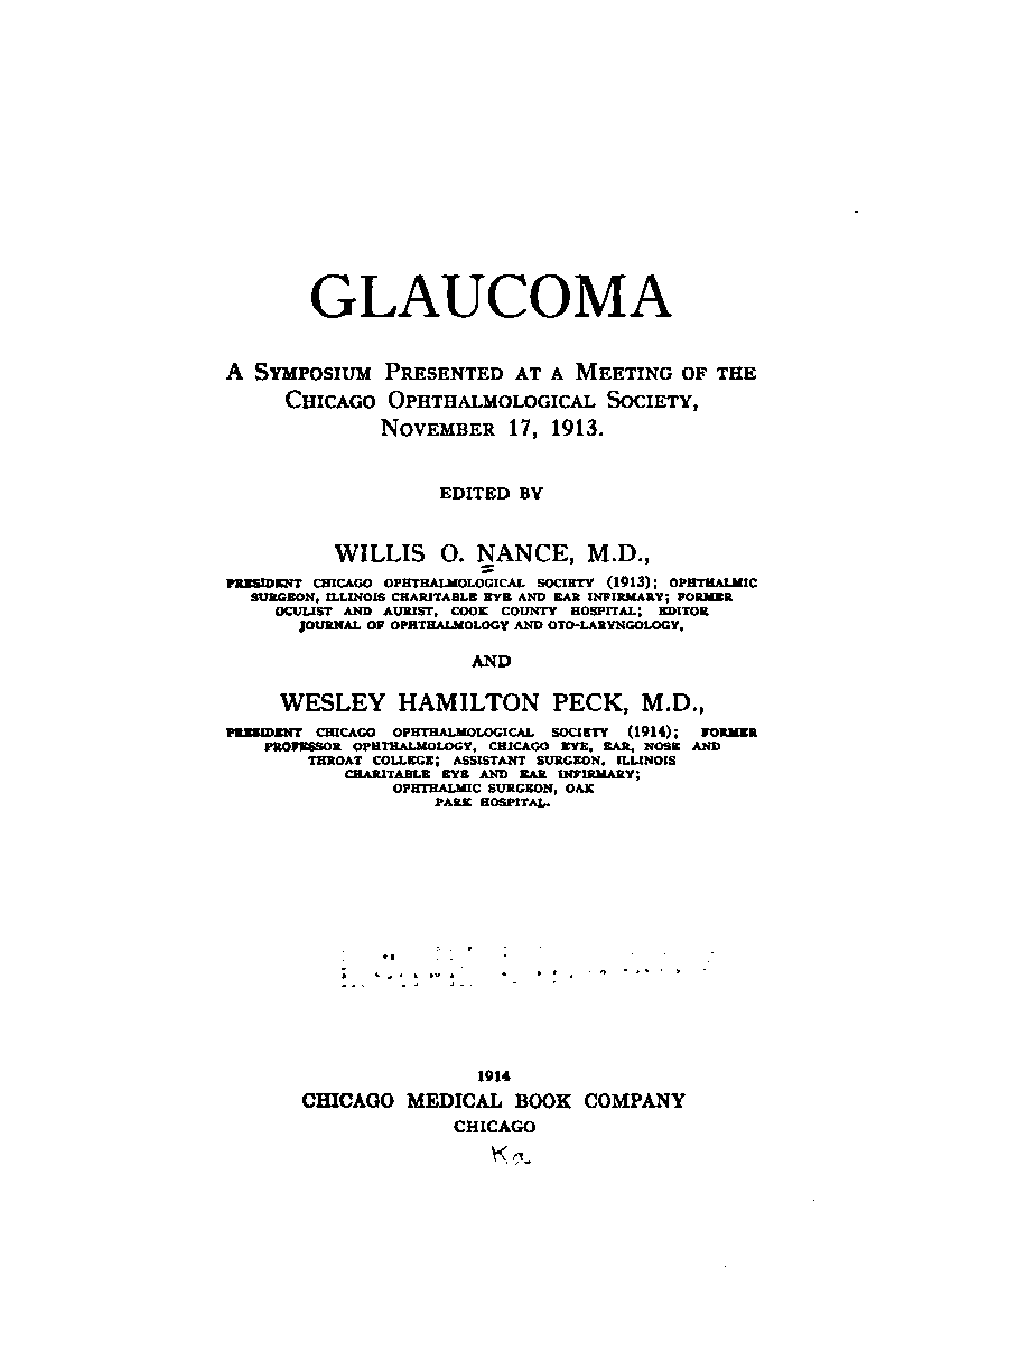 GLAUCOMA
A SYMPOSIUM PRESENTED AT A MEETING OF THE
CHICAGO OPHTHALMOLOGICAL SOCIETY,
NOVEMBER 17, 1913.
EDITED BY
WILLIS O. NANCE, M.D.,
PRESIDENT CHICAGO OPHTHALMOLOGICAL SOCIETY (1913); OPHTHALMIC
SURGEON, ILLINOIS CHARITABLE EYE AND EAR INFIRMARY; FORMER
OCULIST AND AURIST, COOK COUNTY HOSPITAL; EDITOR
JOURNAL OF OPHTHALMOLOGY AND OTO-LARYNGOLOGY,
AND
WESLEY HAMILTON PECK, M.D.,
PRESIDENT CHICAGO OPHTHALMOLOGICAL SOCIETY (1914); FORMER
PROFESSOR OPHTHALMOLOGY, CHICAGO EYE, EAR, NOSE AND
THROAT COLLEGE; ASSISTANT SURGEON, ILLINOIS
CHARITABLE EYE AND EAR INFIRMARY;
OPHTHALMIC SURGEON, OAK
PARK HOSPITAL.
1914
CHICAGO MEDICAL BOOK COMPANY
CHICAGO
Ka